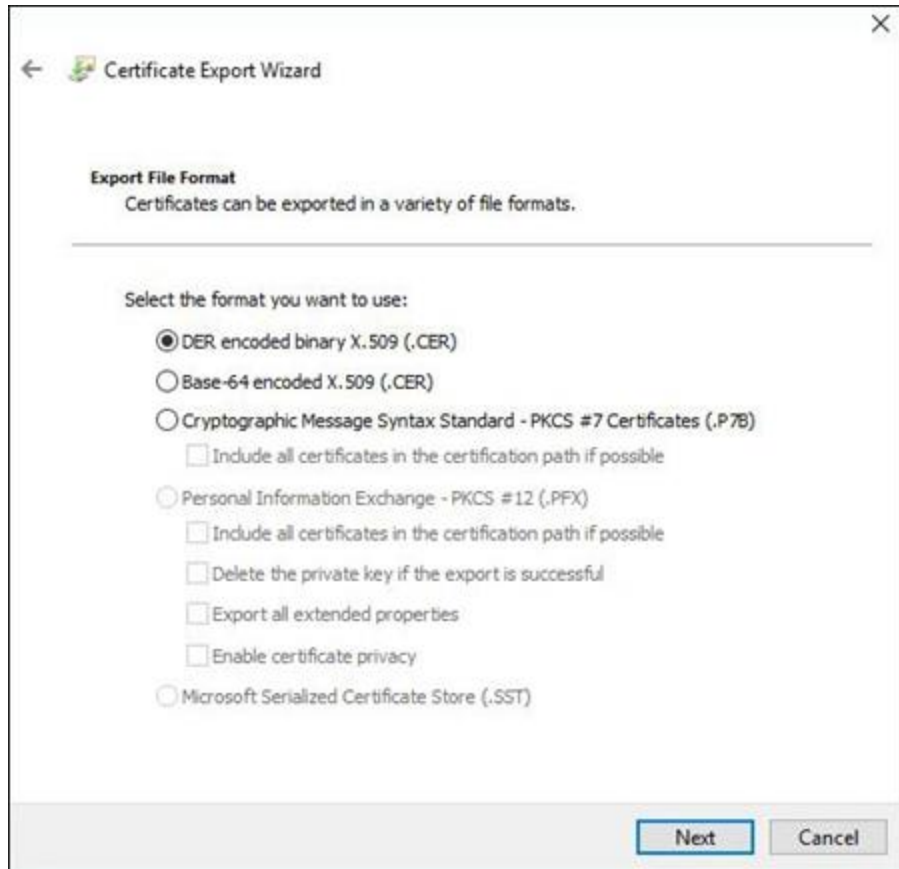 Certificate Export Wizard
Export File Format
Certificates can be exported in a variety of file formats.
Select the format you want to use:
DER encoded binary X.509 (.CER)
Base-64 encoded X.509 (.CER)
Cryptographic Message Syntax Standard - PKCS #7 Certificates (.P7B)
Include all certificates in the certification path if possible
Personal Information Exchange - PKCS #12 (.PFX)
Include all certificates in the certification path if possible
Delete the private key if the export is successful
Export all extended properties
Enable certificate privacy
Microsoft Serialized Certificate Store (.SST)
Next Cancel